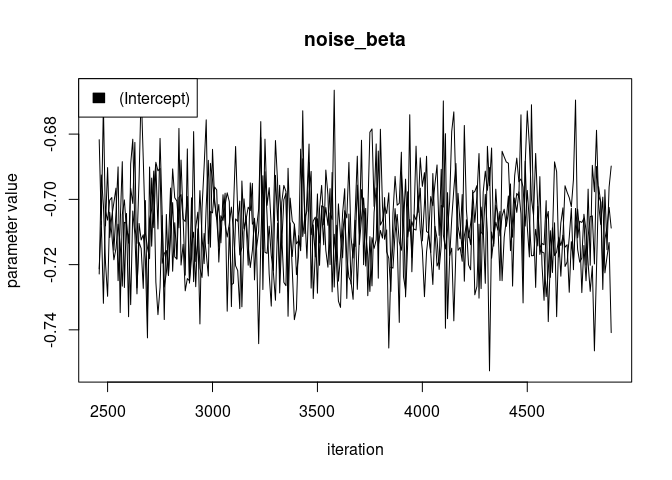 noise_beta
(Intercept)
-0.68
-0.70
-0.72
-0.74
parameter value
2500 3000 3500 4000 4500
iteration